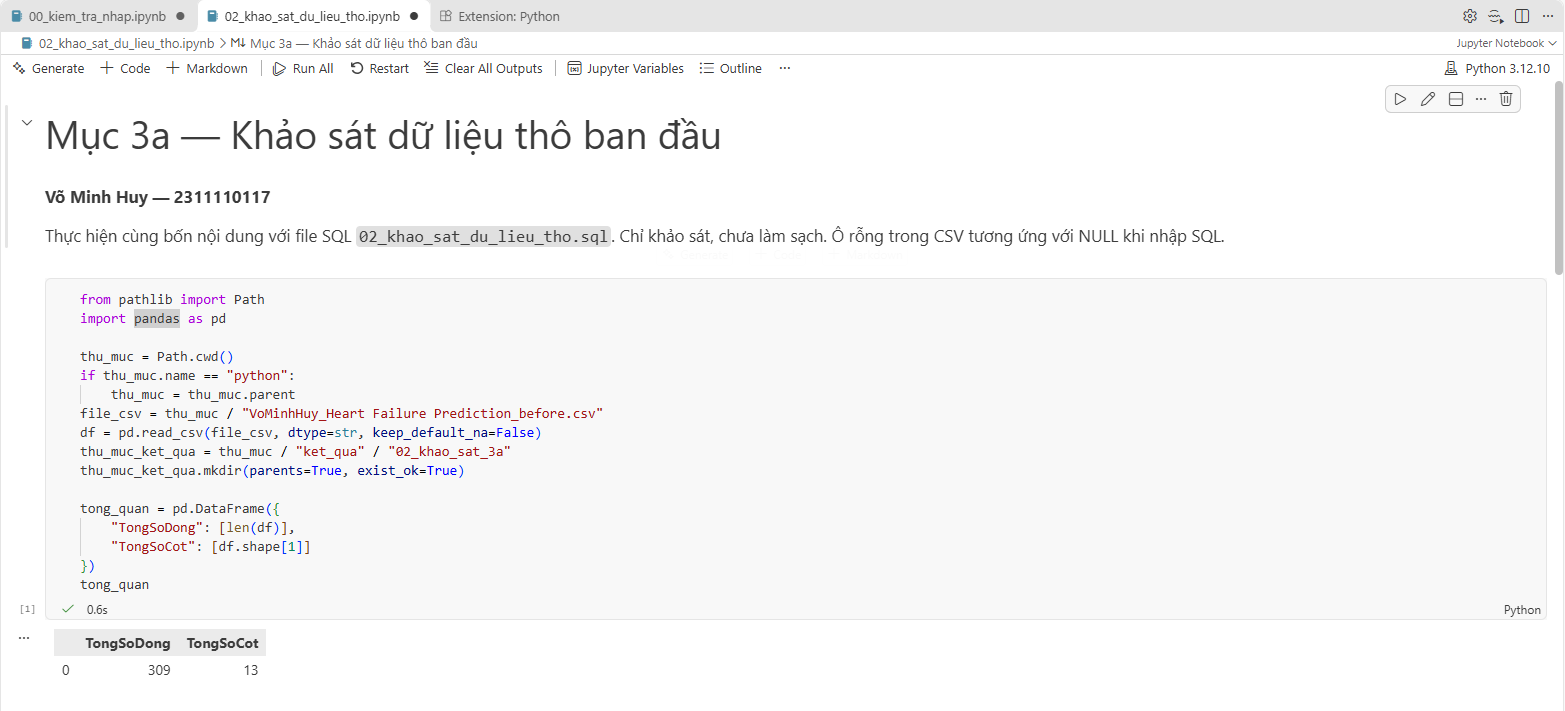 00_kiem_tra_nhap.ipynb
02_khao_sat_du_lieu_tho.ipynb
Extension: Python
02_khao_sat_du_lieu_tho.ipynb > M↓ Mục 3a — Khảo sát dữ liệu thô ban đầu
Jupyter Notebook
Generate + Code + Markdown | Run All Restart Clear All Outputs | Jupyter Variables Outline ...
Python 3.12.10
Mục 3a — Khảo sát dữ liệu thô ban đầu
Võ Minh Huy — 2311110117
Thực hiện cùng bốn nội dung với file SQL 02_khao_sat_du_lieu_tho.sql. Chỉ khảo sát, chưa làm sạch. Ô rỗng trong CSV tương ứng với NULL khi nhập SQL.
from pathlib import Path
import pandas as pd
thu_muc = Path.cwd()
if thu_muc.name == "python":
    thu_muc = thu_muc.parent
file_csv = thu_muc / "VoMinhHuy_Heart Failure Prediction_before.csv"
df = pd.read_csv(file_csv, dtype=str, keep_default_na=False)
thu_muc_ket_qua = thu_muc / "ket_qua" / "02_khao_sat_3a"
thu_muc_ket_qua.mkdir(parents=True, exist_ok=True)
tong_quan = pd.DataFrame({
    "TongSoDong": [len(df)],
    "TongSoCot": [df.shape[1]]
})
tong_quan
[1] ✓ 0.6s
Python
TongSoDong TongSoCot
0 309 13